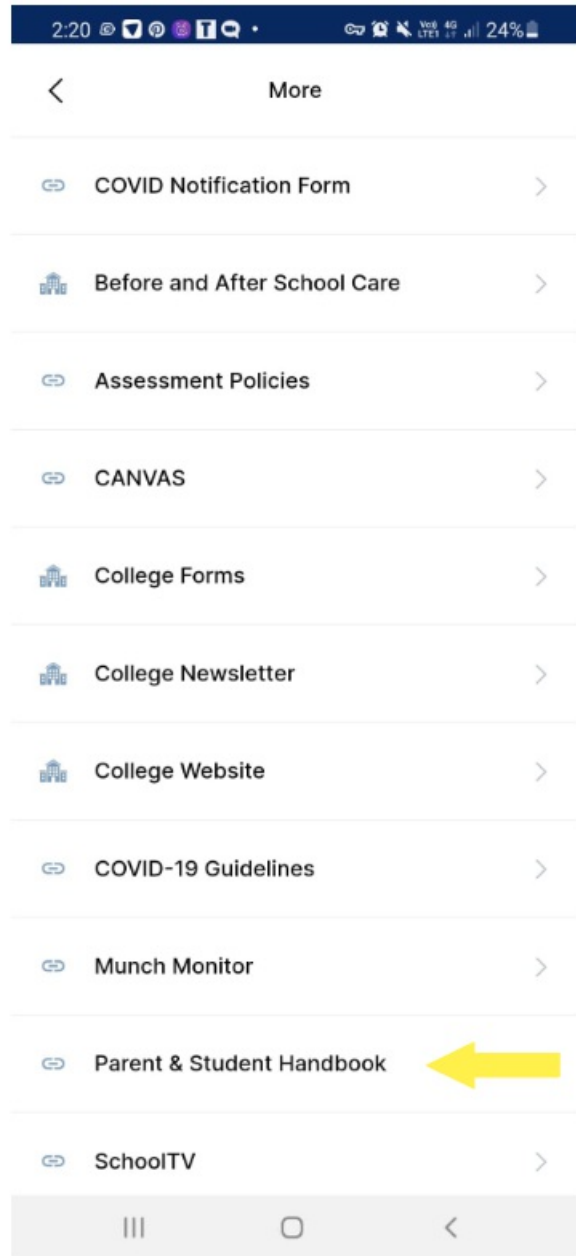 2:20 24%
More
COVID Notification Form
Before and After School Care
Assessment Policies
CANVAS
College Forms
College Newsletter
College Website
COVID-19 Guidelines
Munch Monitor
Parent & Student Handbook
SchoolTV